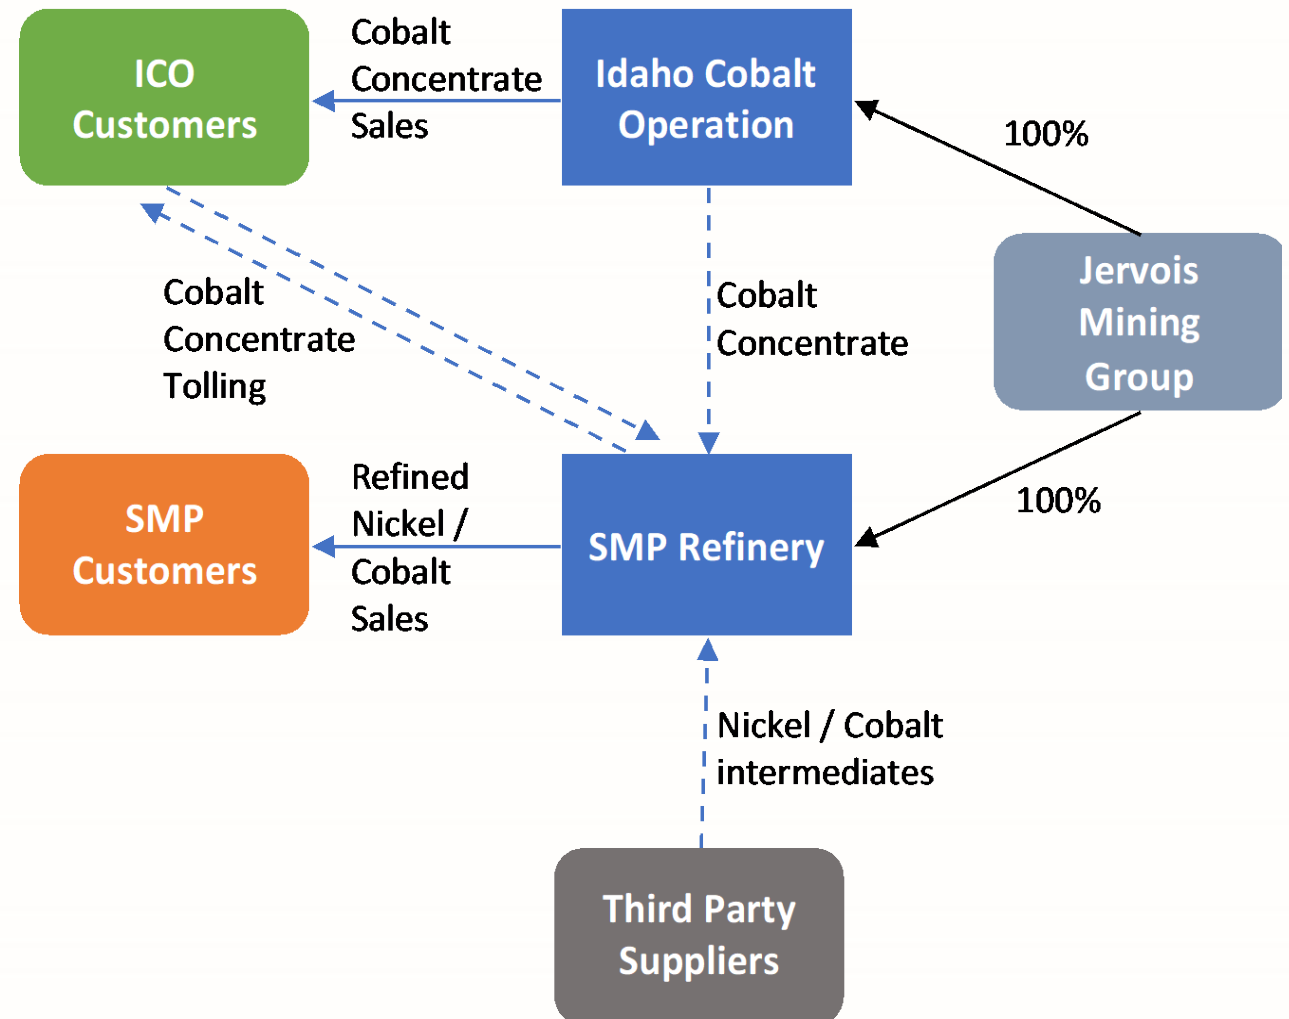 ICO
Customers
Cobalt
Concentrate
Sales
Idaho Cobalt
Operation
100%
Jervois
Mining
Group
Cobalt
Concentrate
Tolling
Cobalt
Concentrate
100%
SMP
Customers
Refined
Nickel /
Cobalt
Sales
SMP Refinery
Nickel / Cobalt
intermediates
Third Party
Suppliers